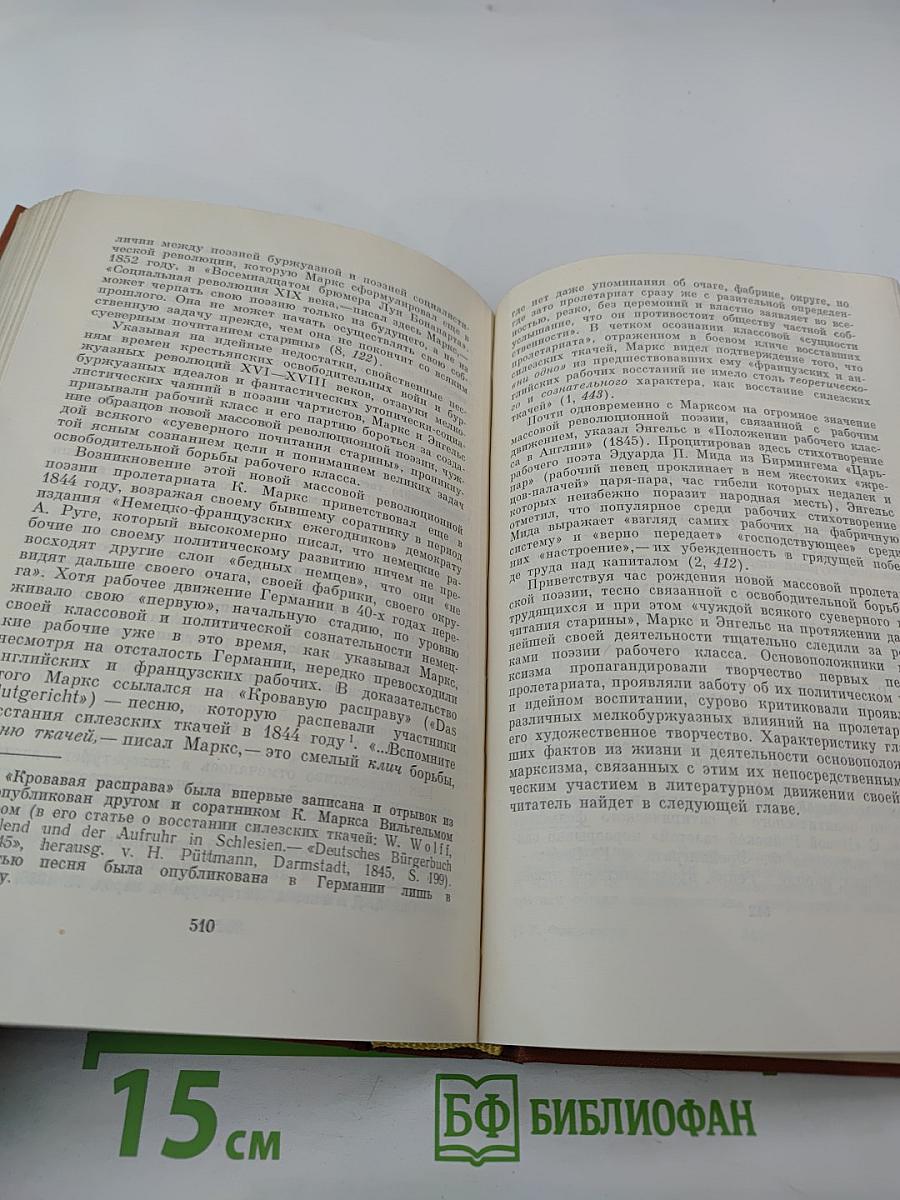 личии между поэзией буржуазной и поэзией социалисти-
ческой революции, которую Маркс сформулировал еще в
1852 году, в «Восемнадцатом брюмера Луи Бонапарта».
«Социальная революция XIX века,— писал здесь Маркс,—
может черпать свою поэзию только из будущего, а не из
прошлого. Она не может начать осуществлять свою соб-
ственную задачу прежде, чем она не покончит со всяким
суеверным почитанием старины» (8, 122).
Указывая на идейные недостатки, свойственные пес-
ням времен крестьянских и освободительных войн и бур-
жуазных революций XVI—XVIII веков, отзвуки мелко-
буржуазных идеалов и фантастических утопически-социа-
листических чаяний в поэзии чартистов, Маркс и Энгельс
призывали рабочий класс и его партию бороться за созда-
ние образцов новой массовой революционной поэзии, чуж-
дой всякого «суеверного почитания старины», проникну-
той ясным сознанием цели и пониманием великих задач
освободительной борьбы рабочего класса.
Возникновение этой новой массовой революционной
поэзии пролетариата К. Маркс приветствовал еще в
1844 году, возражая своему бывшему соратнику в период
издания «Немецко-французских ежегодников» демократу
А. Руге, который высокомерно писал, что немецкие ра-
бочие по своему политическому развитию ничем не пре-
восходят другие слои «бедных немцев», что они «не
видят дальше своего очага, своей фабрики, своего окру-
га». Хотя рабочее движение Германии в 40-х годах пере-
живало свою «первую», начальную стадию, по уровню
своей классовой и политической сознательности немец-
кие рабочие уже в это время, как указывал Маркс,
несмотря на отсталость Германии, нередко превосходили
английских и французских рабочих. В доказательство
того Маркс ссылался на «Кровавую расправу» («Das
lutgericht») — песню, которую распевали участники
сстания силезских ткачей в 1844 году 1. «...Вспомните
ню ткачей,— писал Маркс,— это смелый клич борьбы,
«Кровавая расправа» была впервые записана и отрывок из
опубликован другом и соратником К. Маркса Вильгельмом
ом (в его статье о восстании силезских ткачей: W. Wolff,
lend und der Aufruhr in Schlesien.— «Deutsches Bürgerbuch
45», herausg. v. H. Püttmann, Darmstadt, 1845, S. 199).
ью песня была опубликована в Германии лишь в
у.
510
где нет даже упоминания об очаге, фабрике, округе, но
где зато пролетариат сразу же с разительной определен-
ностью, резко, без церемоний и властно заявляет во все-
услышание, что он противостоит обществу частной соб-
ственности». В четком осознании классовой «сущности
пролетариата», отраженном в боевом кличе восставших
силезских ткачей, Маркс видел подтверждение того, что
«ни одно» из предшествовавших ему «французских и ан-
глийских рабочих восстаний не имело столь теоретическо-
го и сознательного характера, как восстание силезских
ткачей» (1, 443).
Почти одновременно с Марксом на огромное значение
массовой революционной поэзии, связанной с рабочим
движением, указал Энгельс в «Положении рабочего клас-
са в Англии» (1845). Процитировав здесь стихотворение
рабочего поэта Эдуарда П. Мида из Бирмингема «Царь-
пар» (рабочий певец проклинает в нем жестоких «жре-
цов-палачей» царя-пара, час гибели которых недалек и
которых неизбежно поразит народная месть), Энгельс
отметил, что популярное среди рабочих стихотворение
Мида выражает «взгляд самих рабочих на фабричную
систему» и «верно передает» «господствующее» среди
них «настроение»,— их убежденность в грядущей побе
де труда над капиталом (2, 412).
Приветствуя час рождения новой массовой пролета
ской поэзии, тесно связанной с освободительной борьб
трудящихся и при этом «чуждой всякого суеверного п
читания старины», Маркс и Энгельс на протяжении да
нейшей своей деятельности тщательно следили за р
ками поэзии рабочего класса. Основоположники
ксизма пропагандировали творчество первых пе
пролетариата, проявляли заботу об их политическом
и идейном воспитании, сурово критиковали прояв
различных мелкобуржуазных влияний на пролетар
его художественное творчество. Характеристику гл
ших фактов из жизни и деятельности основополож
марксизма, связанных с этим их непосредственным
ческим участием в литературном движении своей
читатель найдет в следующей главе.
15 см
БФ БИБЛИОФАН